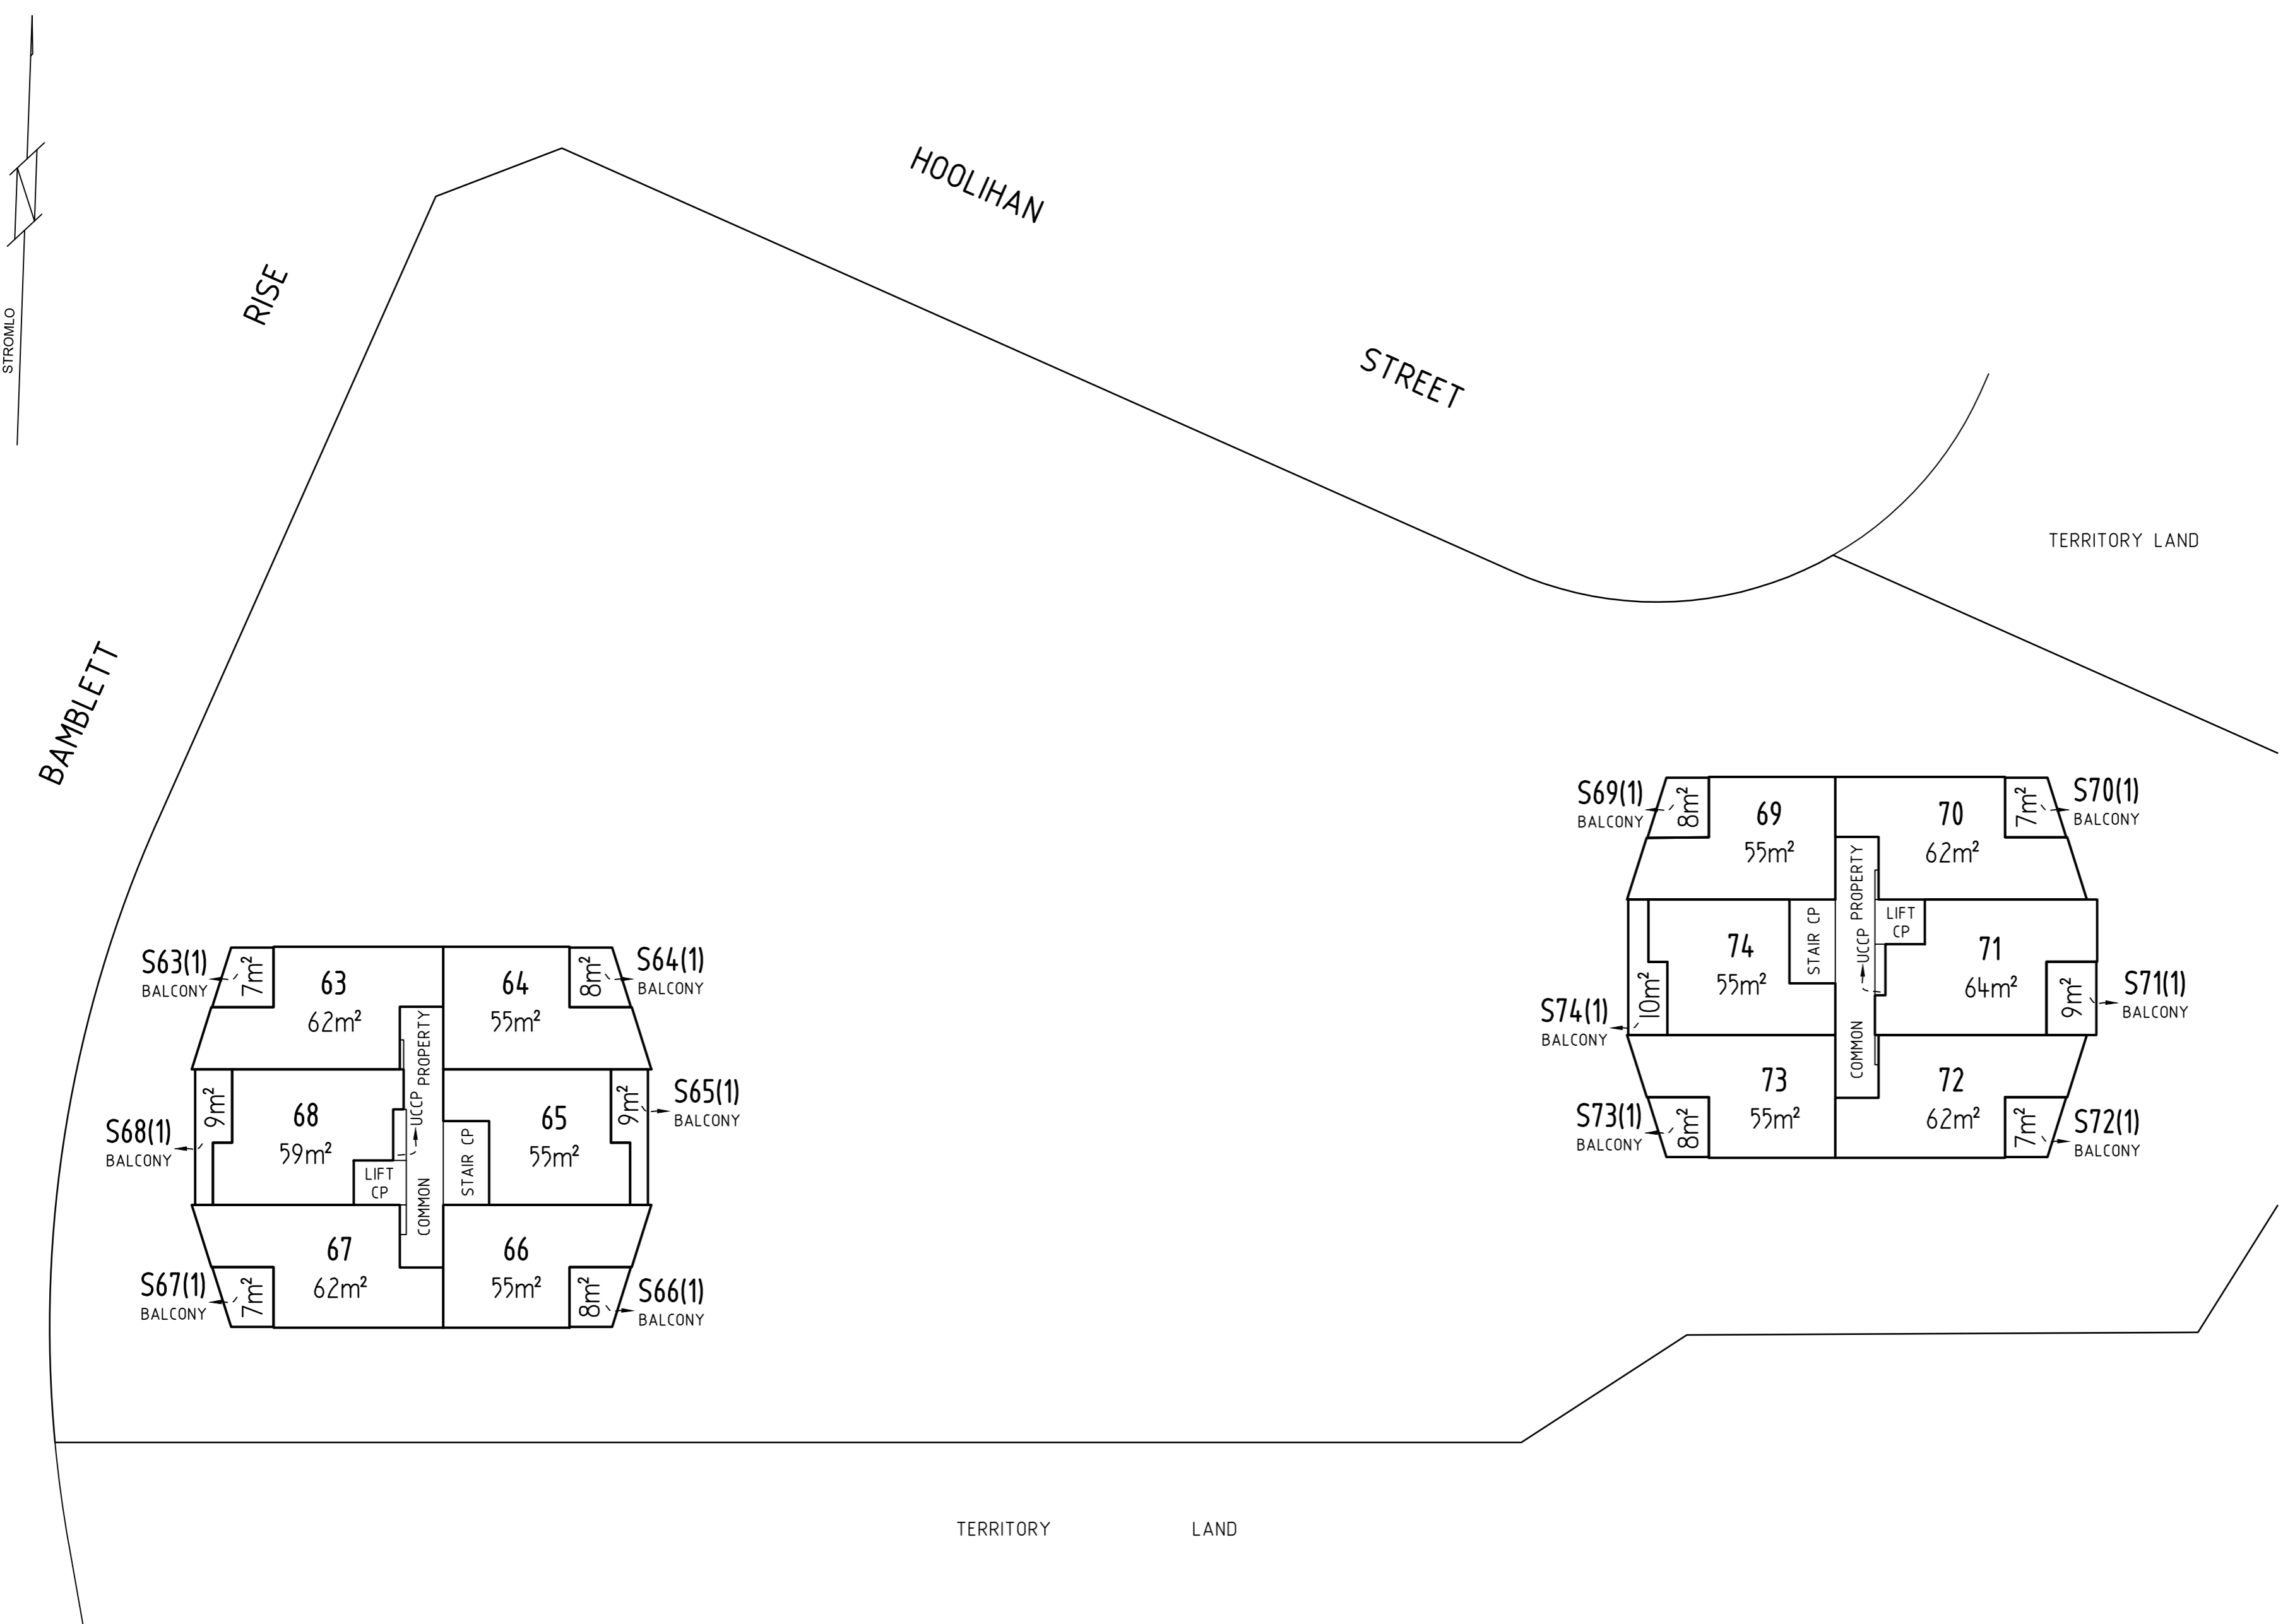 HOOLIHAN
STREET
RISE
BAMBLETT
STROMLO
TERRITORY LAND
S63(1)
BALCONY
7m²
63
62m²
64
55m²
8m²
S64(1)
BALCONY
S68(1)
BALCONY
9m²
68
59m²
LIFT
CP
COMMON PROPERTY
UCCP
STAIR CP
65
55m²
9m²
S65(1)
BALCONY
S67(1)
BALCONY
7m²
67
62m²
66
55m²
8m²
S66(1)
BALCONY
S69(1)
BALCONY
8m²
69
55m²
70
62m²
7m²
S70(1)
BALCONY
S74(1)
BALCONY
10m²
74
55m²
STAIR CP
COMMON PROPERTY
UCCP
LIFT
CP
71
64m²
9m²
S71(1)
BALCONY
S73(1)
BALCONY
8m²
73
55m²
72
62m²
7m²
S72(1)
BALCONY
TERRITORY LAND